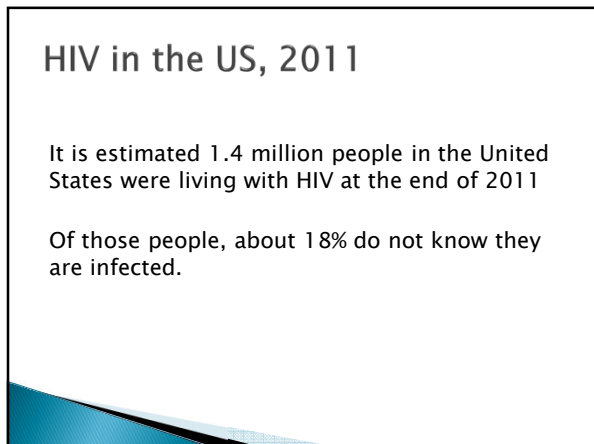 HIV in the US, 2011
It is estimated 1.4 million people in the United
States were living with HIV at the end of 2011
Of those people, about 18% do not know they
are infected.